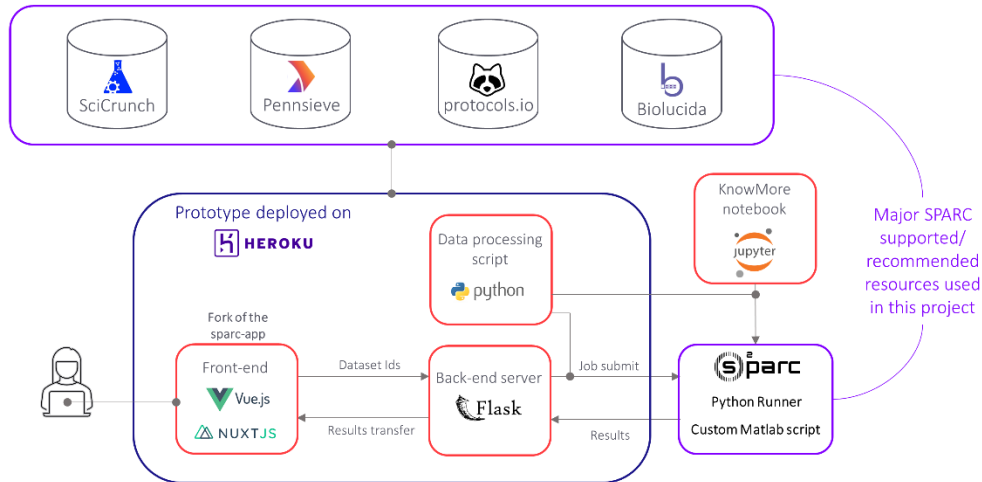 SciCrunch
Pennsieve
protocols.io
Biolucida
Prototype deployed on
HEROKU
Data processing
script
python
KnowMore
notebook
jupyter
Major SPARC
supported/
recommended
resources used
in this project
Fork of the
sparc-app
Front-end
Vue.js
NUXTJS
Dataset Ids
Results transfer
Back-end server
Flask
Job submit
Results
(s)2parc
Python Runner
Custom Matlab script